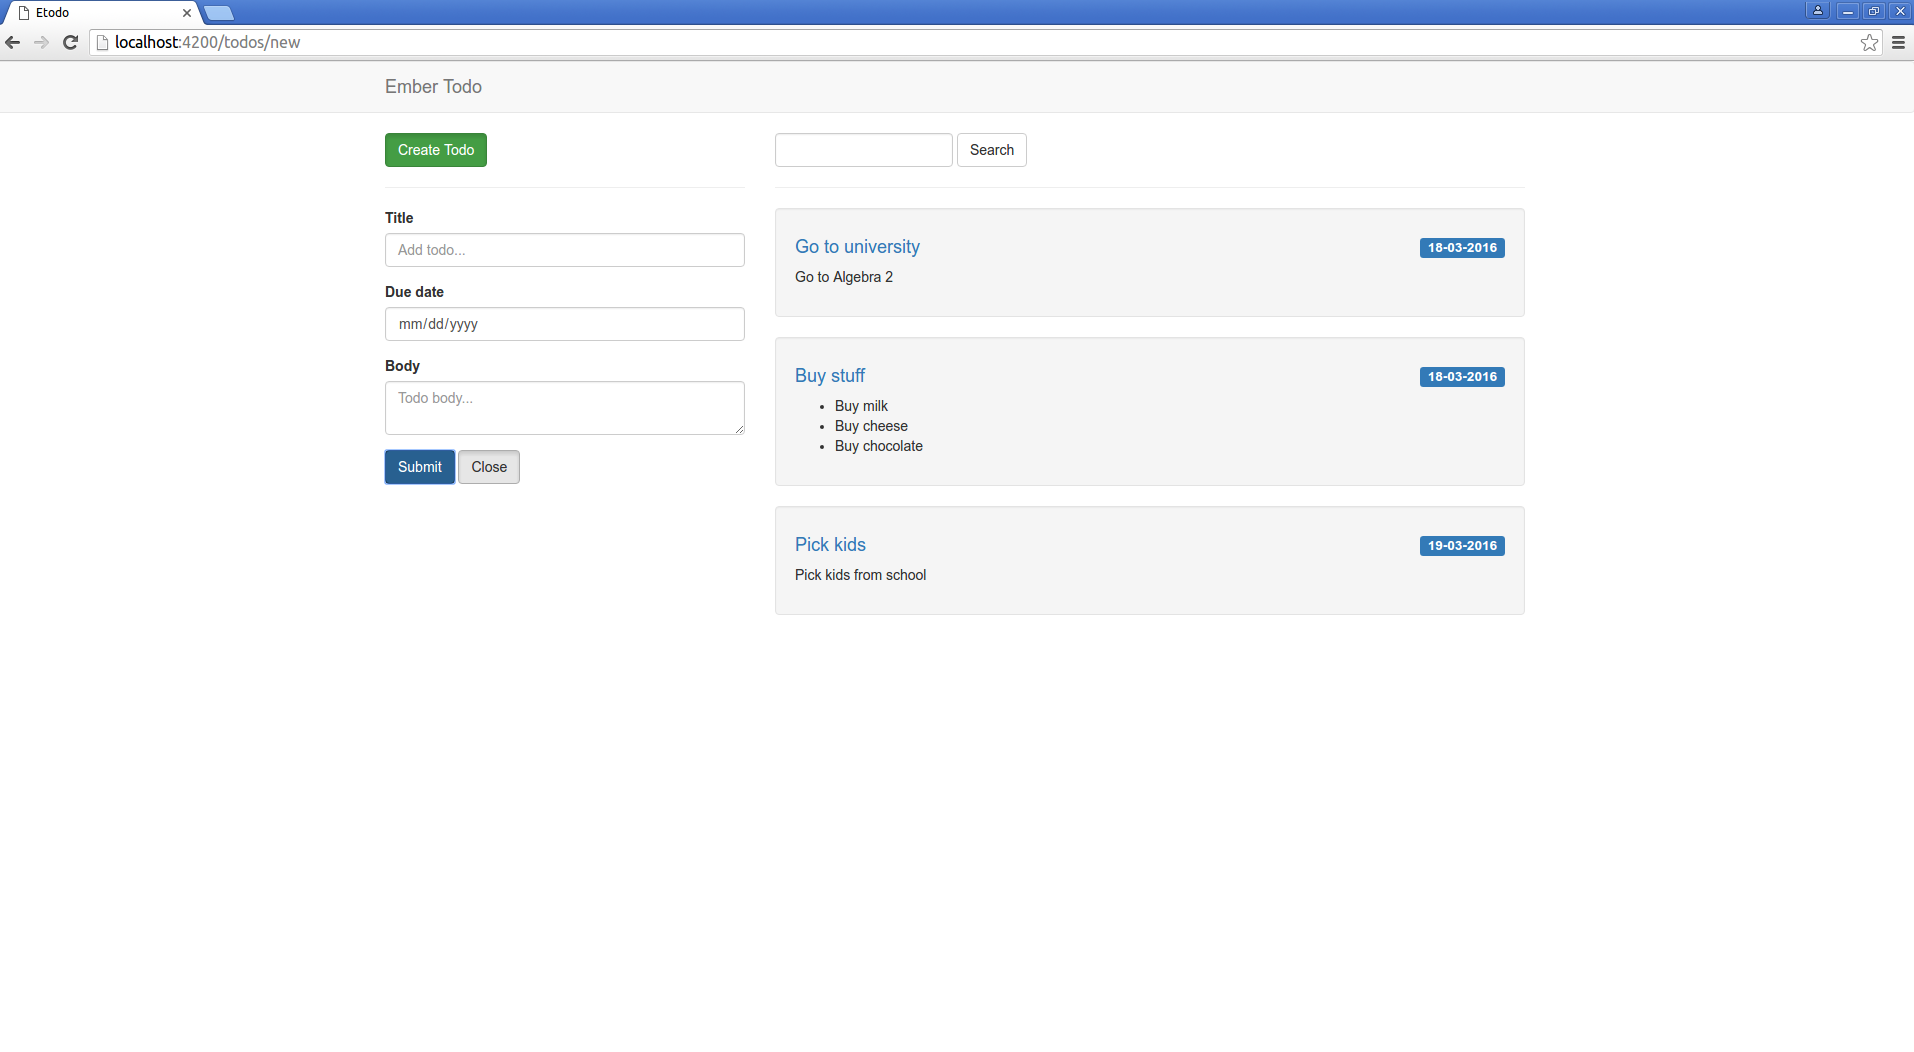 Etodo
localhost:4200/todos/new
Ember Todo
Create Todo
Search
Title
Add todo...
Due date
mm/dd/yyyy
Body
Todo body...
Submit Close
Go to university 18-03-2016
Go to Algebra 2
Buy stuff 18-03-2016
• Buy milk
• Buy cheese
• Buy chocolate
Pick kids 19-03-2016
Pick kids from school